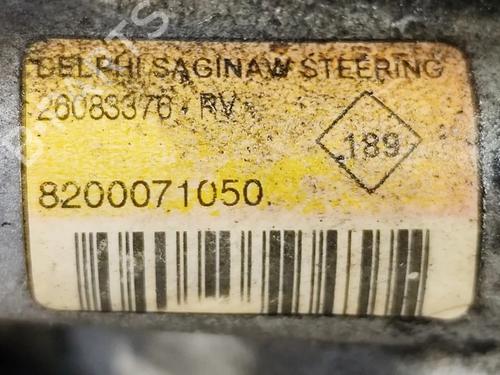 DELPHI SAGINAW STEERING
26083376 - RV
189
8200071050.